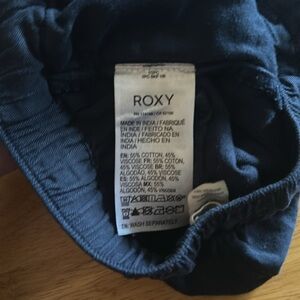 ROXY
MADE IN INDIA / FABRIQUÉ
EN INDE / FEITO NA
INDIA / FABRICADO EN
INDIA / HECHO EN
INDIA
EN: 55% COTTON, 45%
VISCOSE FR: 55% COTON,
45% VISCOSE BR: 55%
ALGODÃO, 45% VISCOSE
ES: 55% ALGODÓN, 45%
VISCOSA MX: 55%
ALGODÓN, 45% VISCOSA
EN: WASH SEPARATELY